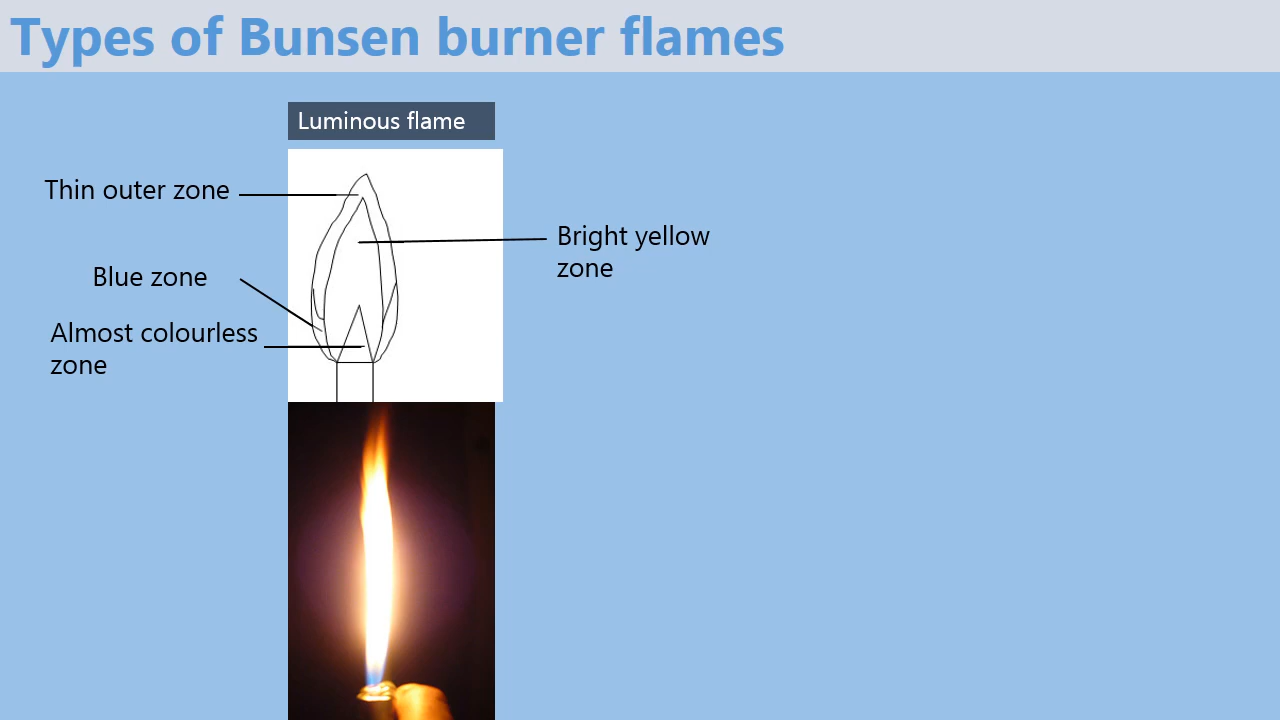 Types of Bunsen burner flames
Luminous flame
Thin outer zone
Bright yellow
zone
Blue zone
Almost colourless
zone